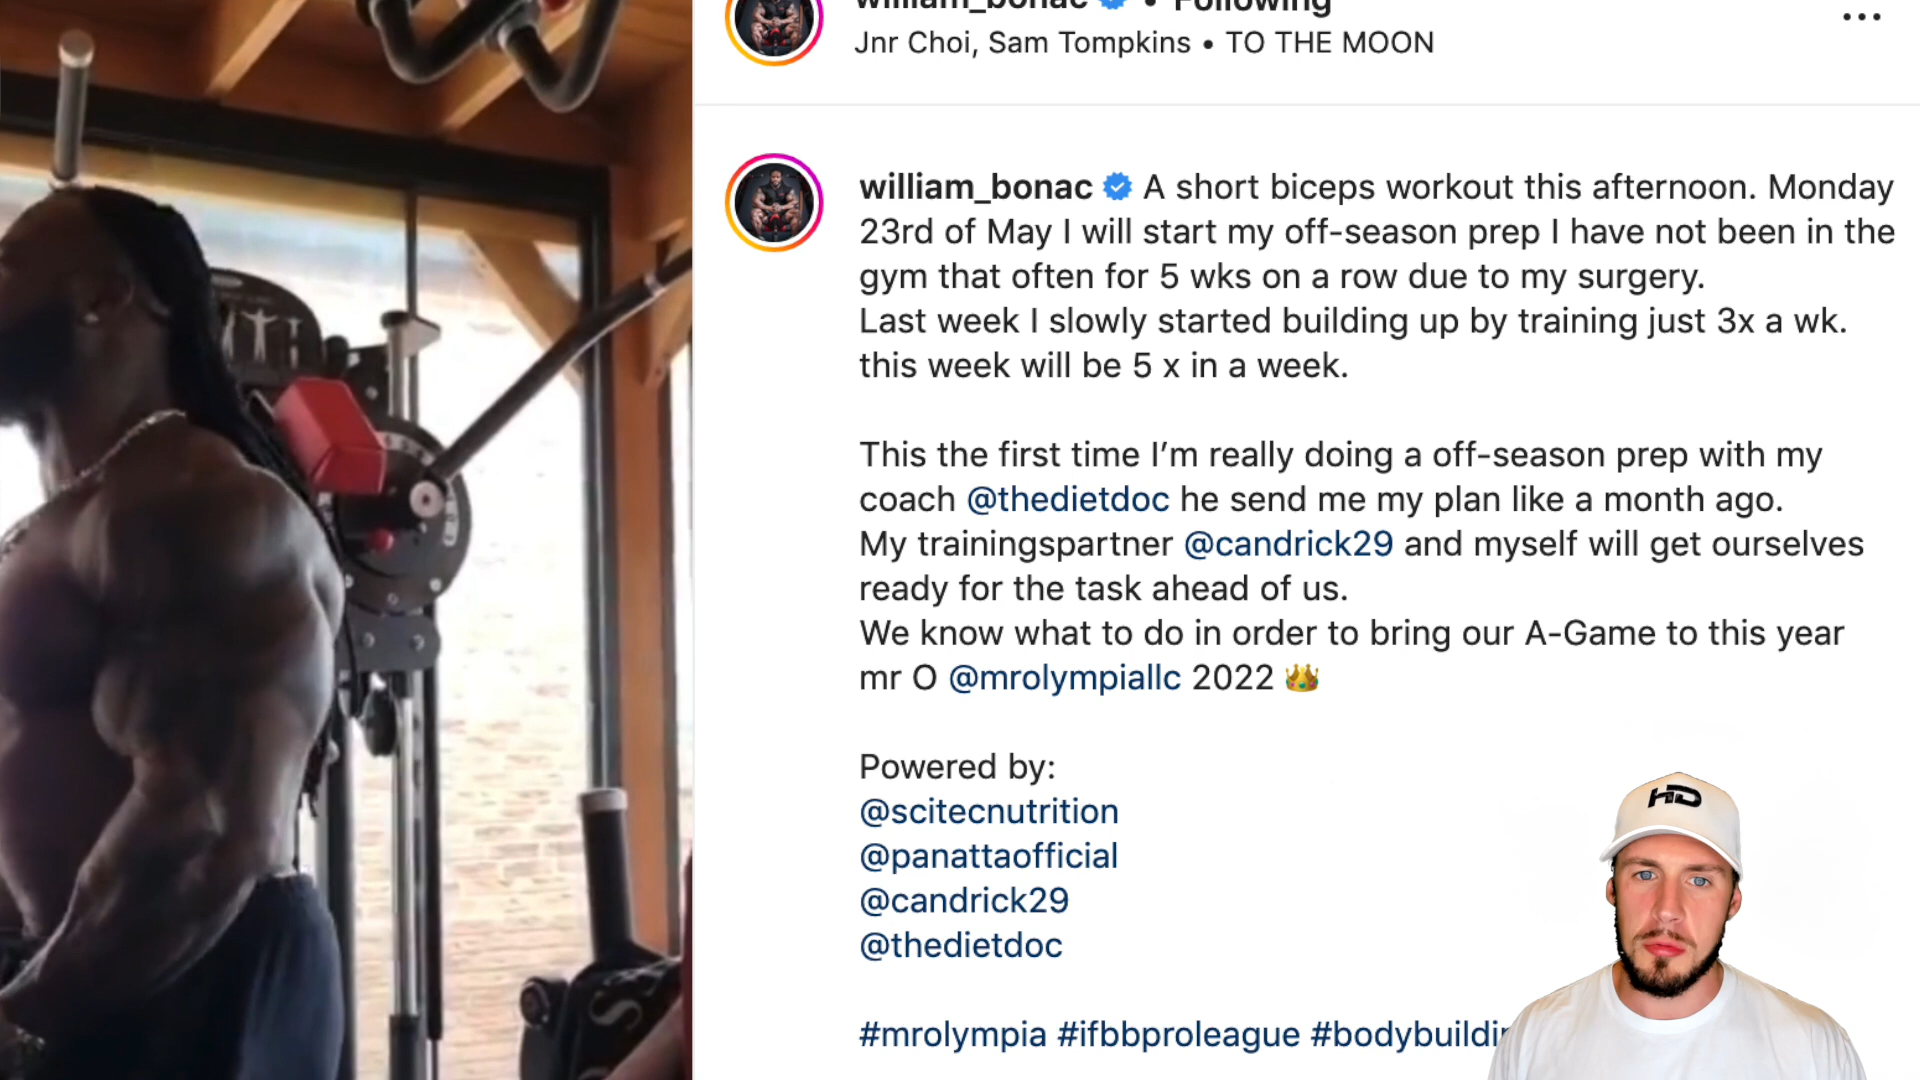 william_bonac • Following
Jnr Choi, Sam Tompkins • TO THE MOON
william_bonac A short biceps workout this afternoon. Monday
23rd of May I will start my off-season prep I have not been in the
gym that often for 5 wks on a row due to my surgery.
Last week I slowly started building up by training just 3x a wk.
this week will be 5 x in a week.
This the first time I’m really doing a off-season prep with my
coach @thedietdoc he send me my plan like a month ago.
My trainingspartner @candrick29 and myself will get ourselves
ready for the task ahead of us.
We know what to do in order to bring our A-Game to this year
mr O @mrolympiallc 2022 👑
Powered by:
@scitecnutrition
@panattaofficial
@candrick29
@thedietdoc
#mrolympia #ifbbproleague #bodybuildin
HD